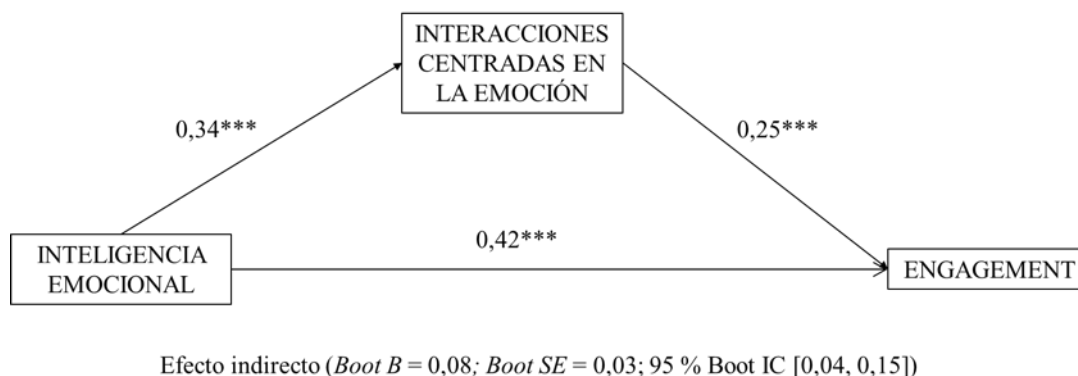 INTERACCIONES
CENTRADAS EN
LA EMOCIÓN
0,34***
0,25***
0,42***
INTELIGENCIA
EMOCIONAL
ENGAGEMENT
Efecto indirecto (Boot B = 0,08; Boot SE = 0,03; 95 % Boot IC [0,04, 0,15])